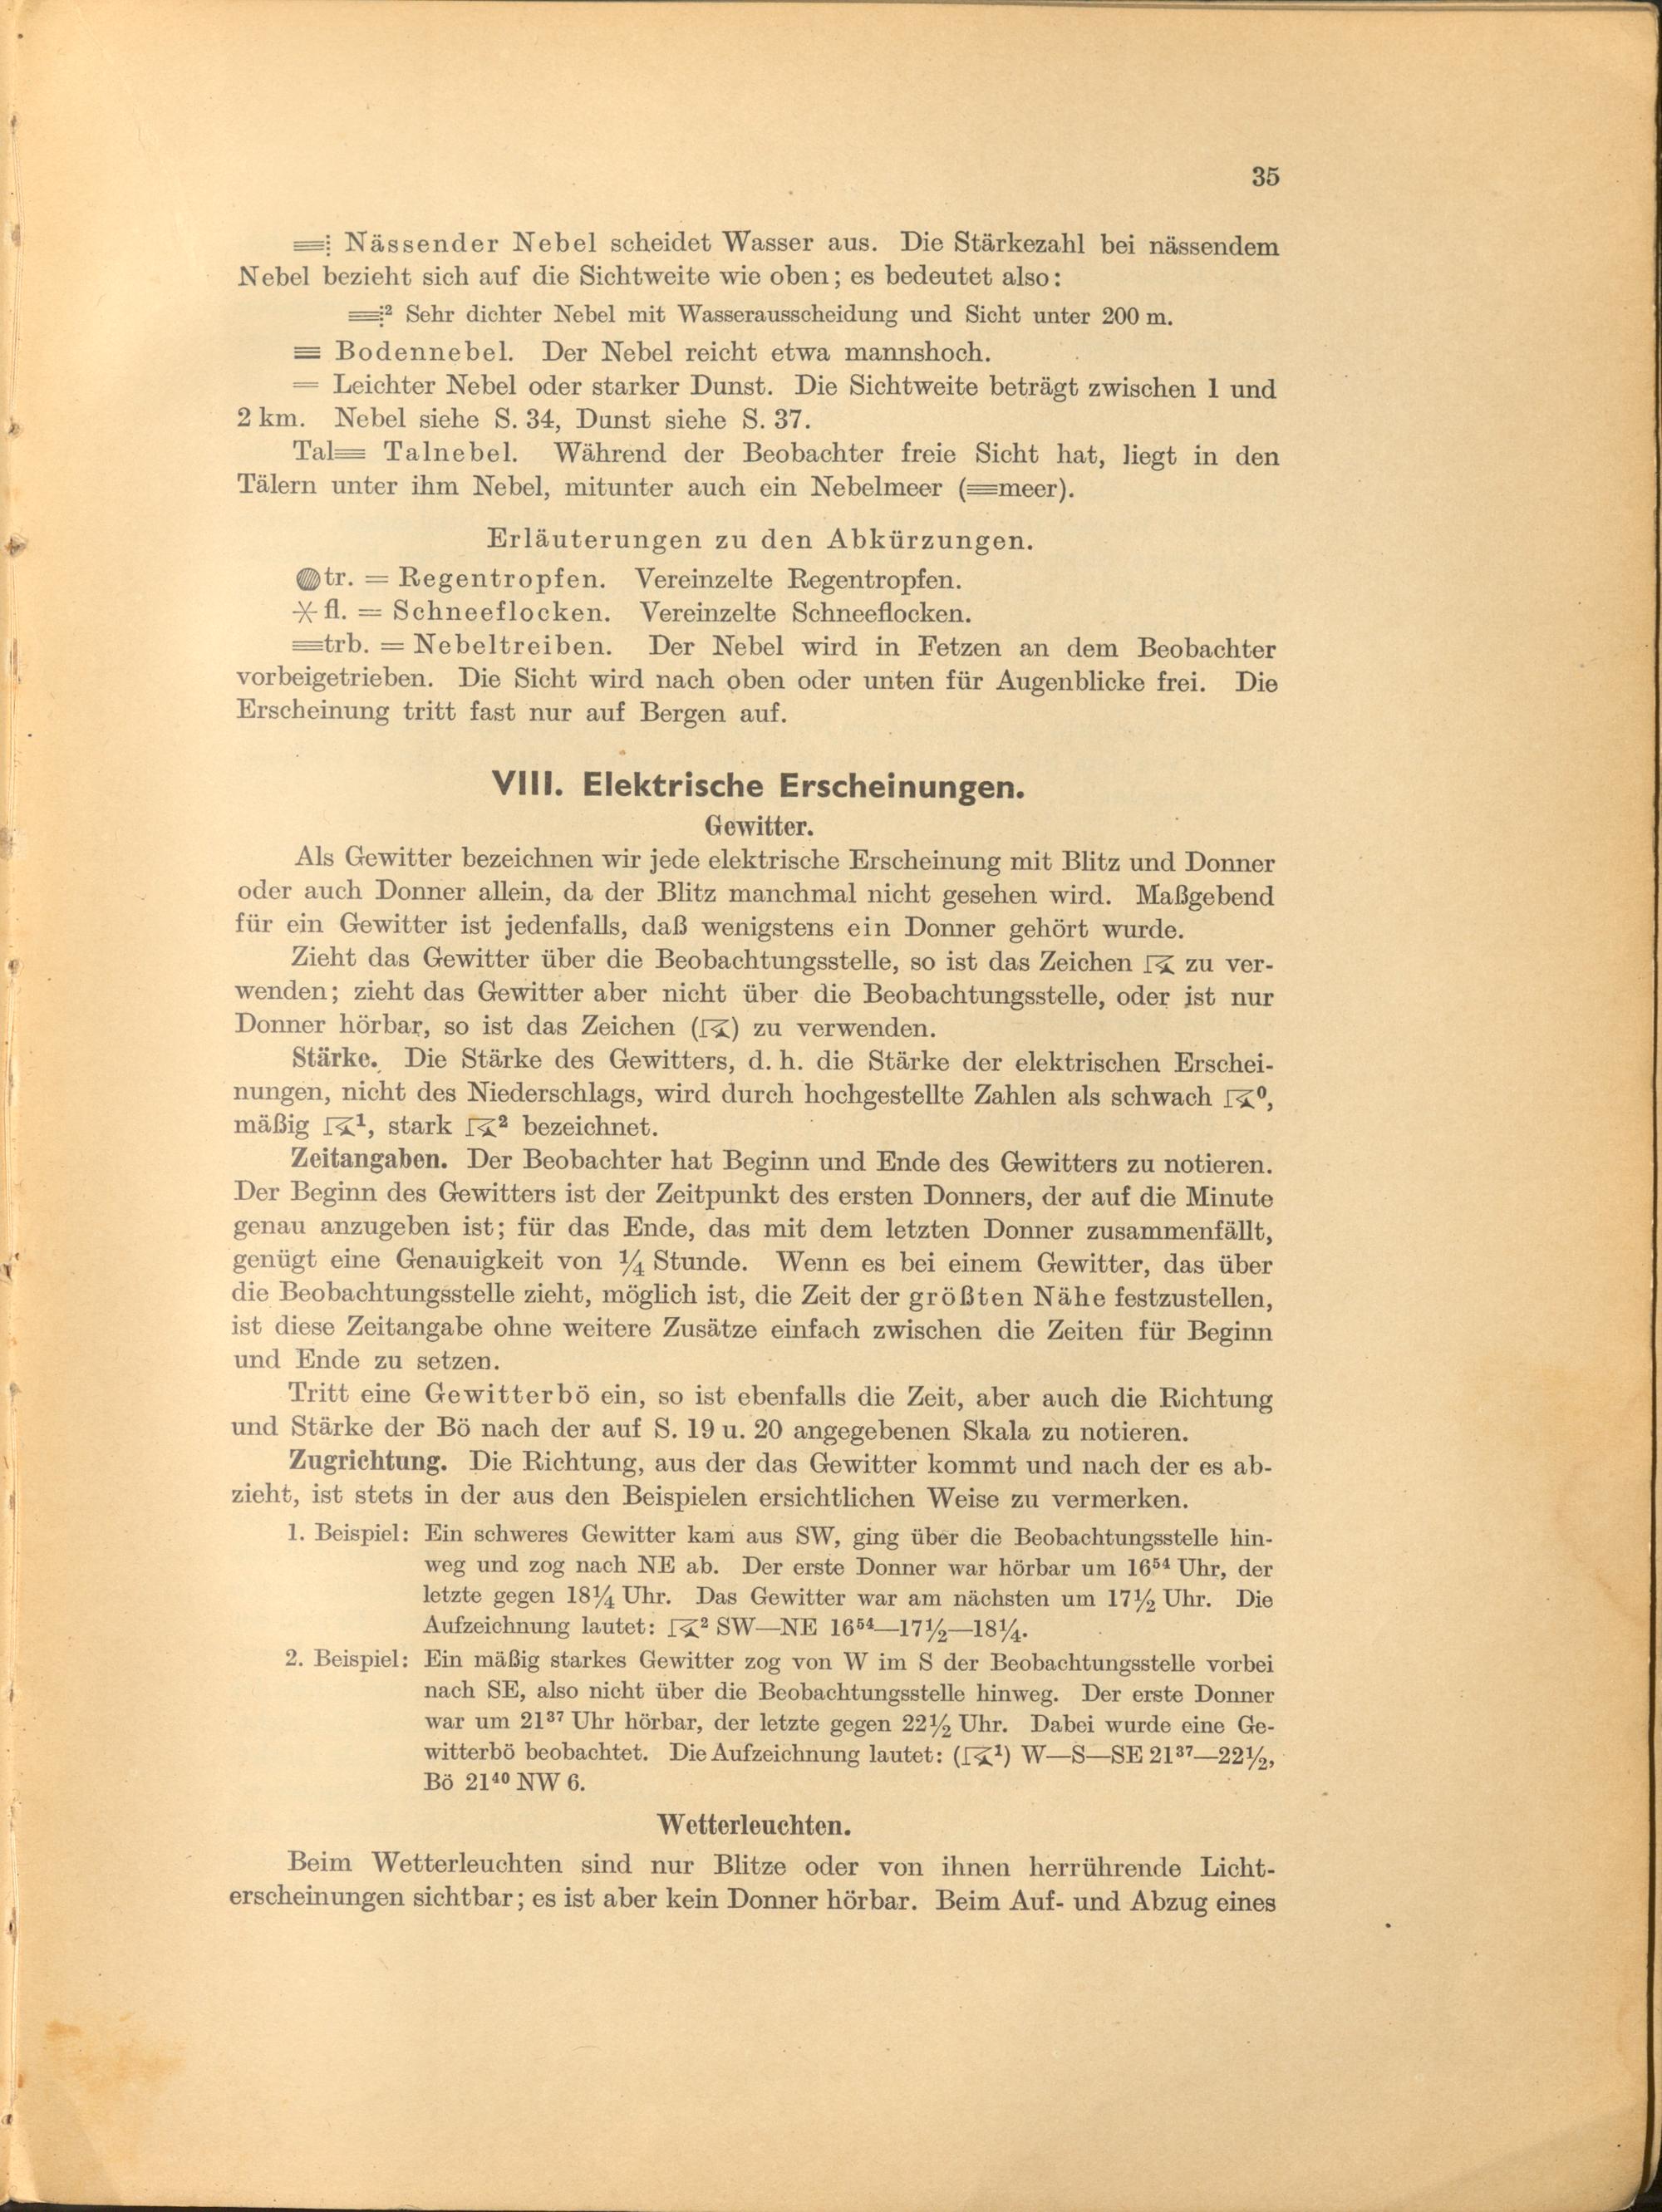 35
≡⋮ Nässender Nebel scheidet Wasser aus. Die Stärkezahl bei nässendem
Nebel bezieht sich auf die Sichtweite wie oben; es bedeutet also:
≡⋮² Sehr dichter Nebel mit Wasserausscheidung und Sicht unter 200 m.
≡ Bodennebel. Der Nebel reicht etwa mannshoch.
= Leichter Nebel oder starker Dunst. Die Sichtweite beträgt zwischen 1 und
2 km. Nebel siehe S. 34, Dunst siehe S. 37.
Tal≡ Talnebel. Während der Beobachter freie Sicht hat, liegt in den
Tälern unter ihm Nebel, mitunter auch ein Nebelmeer (≡meer).
Erläuterungen zu den Abkürzungen.
●tr. = Regentropfen. Vereinzelte Regentropfen.
✶fl. = Schneeflocken. Vereinzelte Schneeflocken.
≡trb. = Nebeltreiben. Der Nebel wird in Fetzen an dem Beobachter
vorbeigetrieben. Die Sicht wird nach oben oder unten für Augenblicke frei. Die
Erscheinung tritt fast nur auf Bergen auf.
VIII. Elektrische Erscheinungen.
Gewitter.
Als Gewitter bezeichnen wir jede elektrische Erscheinung mit Blitz und Donner
oder auch Donner allein, da der Blitz manchmal nicht gesehen wird. Maßgebend
für ein Gewitter ist jedenfalls, daß wenigstens ein Donner gehört wurde.
Zieht das Gewitter über die Beobachtungsstelle, so ist das Zeichen ☈ zu ver-
wenden; zieht das Gewitter aber nicht über die Beobachtungsstelle, oder ist nur
Donner hörbar, so ist das Zeichen (☈) zu verwenden.
Stärke. Die Stärke des Gewitters, d. h. die Stärke der elektrischen Erschei-
nungen, nicht des Niederschlags, wird durch hochgestellte Zahlen als schwach ☈⁰,
mäßig ☈¹, stark ☈² bezeichnet.
Zeitangaben. Der Beobachter hat Beginn und Ende des Gewitters zu notieren.
Der Beginn des Gewitters ist der Zeitpunkt des ersten Donners, der auf die Minute
genau anzugeben ist; für das Ende, das mit dem letzten Donner zusammenfällt,
genügt eine Genauigkeit von ¼ Stunde. Wenn es bei einem Gewitter, das über
die Beobachtungsstelle zieht, möglich ist, die Zeit der größten Nähe festzustellen,
ist diese Zeitangabe ohne weitere Zusätze einfach zwischen die Zeiten für Beginn
und Ende zu setzen.
Tritt eine Gewitterbö ein, so ist ebenfalls die Zeit, aber auch die Richtung
und Stärke der Bö nach der auf S. 19 u. 20 angegebenen Skala zu notieren.
Zugrichtung. Die Richtung, aus der das Gewitter kommt und nach der es ab-
zieht, ist stets in der aus den Beispielen ersichtlichen Weise zu vermerken.
1. Beispiel: Ein schweres Gewitter kam aus SW, ging über die Beobachtungsstelle hin-
weg und zog nach NE ab. Der erste Donner war hörbar um 16⁵⁴ Uhr, der
letzte gegen 18¼ Uhr. Das Gewitter war am nächsten um 17½ Uhr. Die
Aufzeichnung lautet: ☈² SW—NE 16⁵⁴—17½—18¼.
2. Beispiel: Ein mäßig starkes Gewitter zog von W im S der Beobachtungsstelle vorbei
nach SE, also nicht über die Beobachtungsstelle hinweg. Der erste Donner
war um 21³⁷ Uhr hörbar, der letzte gegen 22½ Uhr. Dabei wurde eine Ge-
witterbö beobachtet. Die Aufzeichnung lautet: (☈¹) W—S—SE 21³⁷—22½,
Bö 21⁴⁰ NW 6.
Wetterleuchten.
Beim Wetterleuchten sind nur Blitze oder von ihnen herrührende Licht-
erscheinungen sichtbar; es ist aber kein Donner hörbar. Beim Auf- und Abzug eines